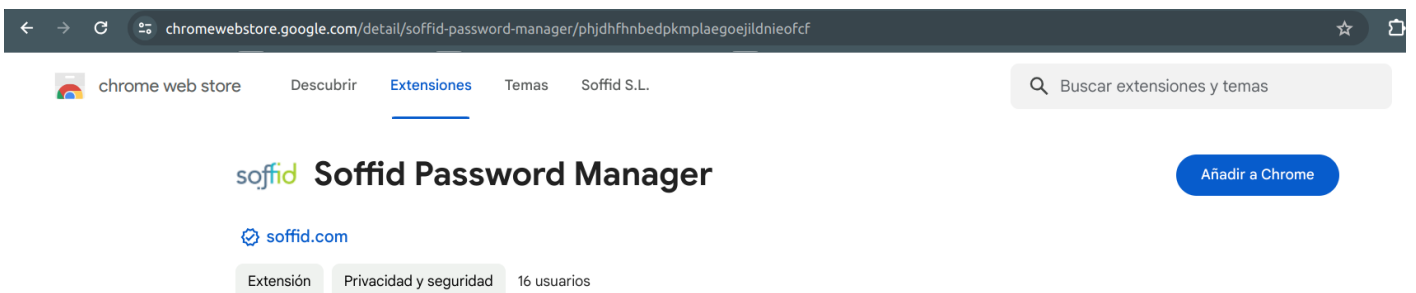 chromewebstore.google.com/detail/soffid-password-manager/phjdhfhnbedpkmplaegoejildnieofcf
chrome web store Descubrir Extensiones Temas Soffid S.L. Buscar extensiones y temas
soffid Soffid Password Manager Añadir a Chrome
soffid.com
Extensión Privacidad y seguridad 16 usuarios